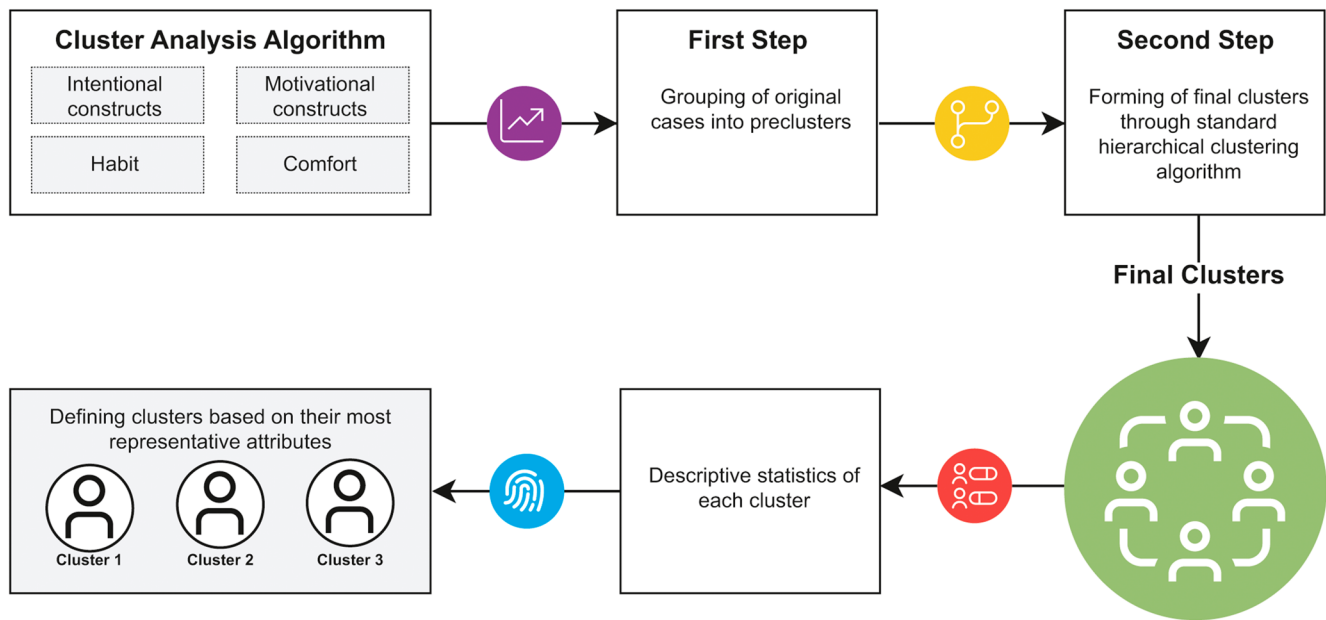 Cluster Analysis Algorithm
Intentional
constructs
Motivational
constructs
Habit
Comfort
First Step
Grouping of original
cases into preclusters
Second Step
Forming of final clusters
through standard
hierarchical clustering
algorithm
Final Clusters
Descriptive statistics of
each cluster
Defining clusters based on their most
representative attributes
Cluster 1
Cluster 2
Cluster 3